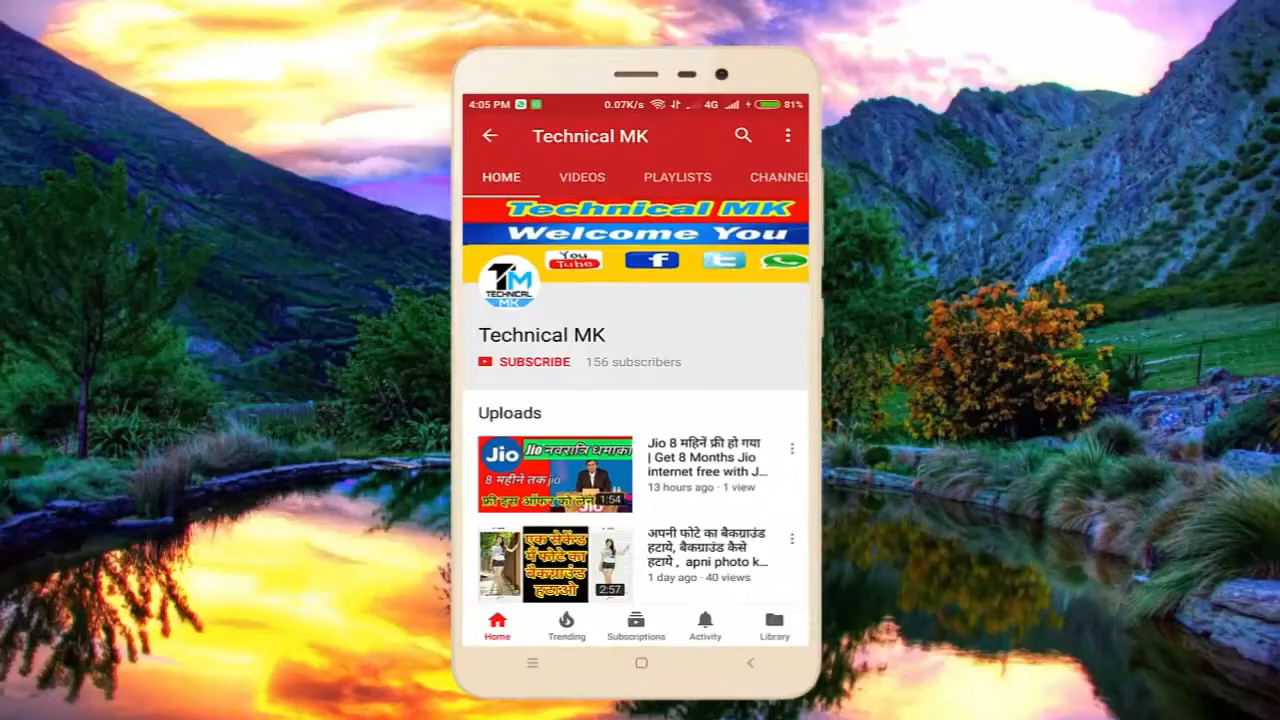 4:05 PM 0.07K/s 4G 81%
Technical MK
HOME VIDEOS PLAYLISTS CHANNEL
Technical MK
Welcome You
You
Tube
TM
TECHNICAL
MK
Technical MK
SUBSCRIBE 156 subscribers
Uploads
Jio Jio नवरात्रि धमाका
8 महीने तक jio
फ्री इस ऑफर को लेने 1:54
Jio
Jio 8 महिनें फ्री हो गया
| Get 8 Months Jio
internet free with J...
13 hours ago · 1 view
एक सेकेंड
में फोटे का
बैकग्राउंड
हटाओ
2:57
अपनी फोटे का बैकग्राउंड
हटाये, बैकग्राउंड कैसे
हटाये , apni photo k...
1 day ago · 40 views
Home Trending Subscriptions Activity Library